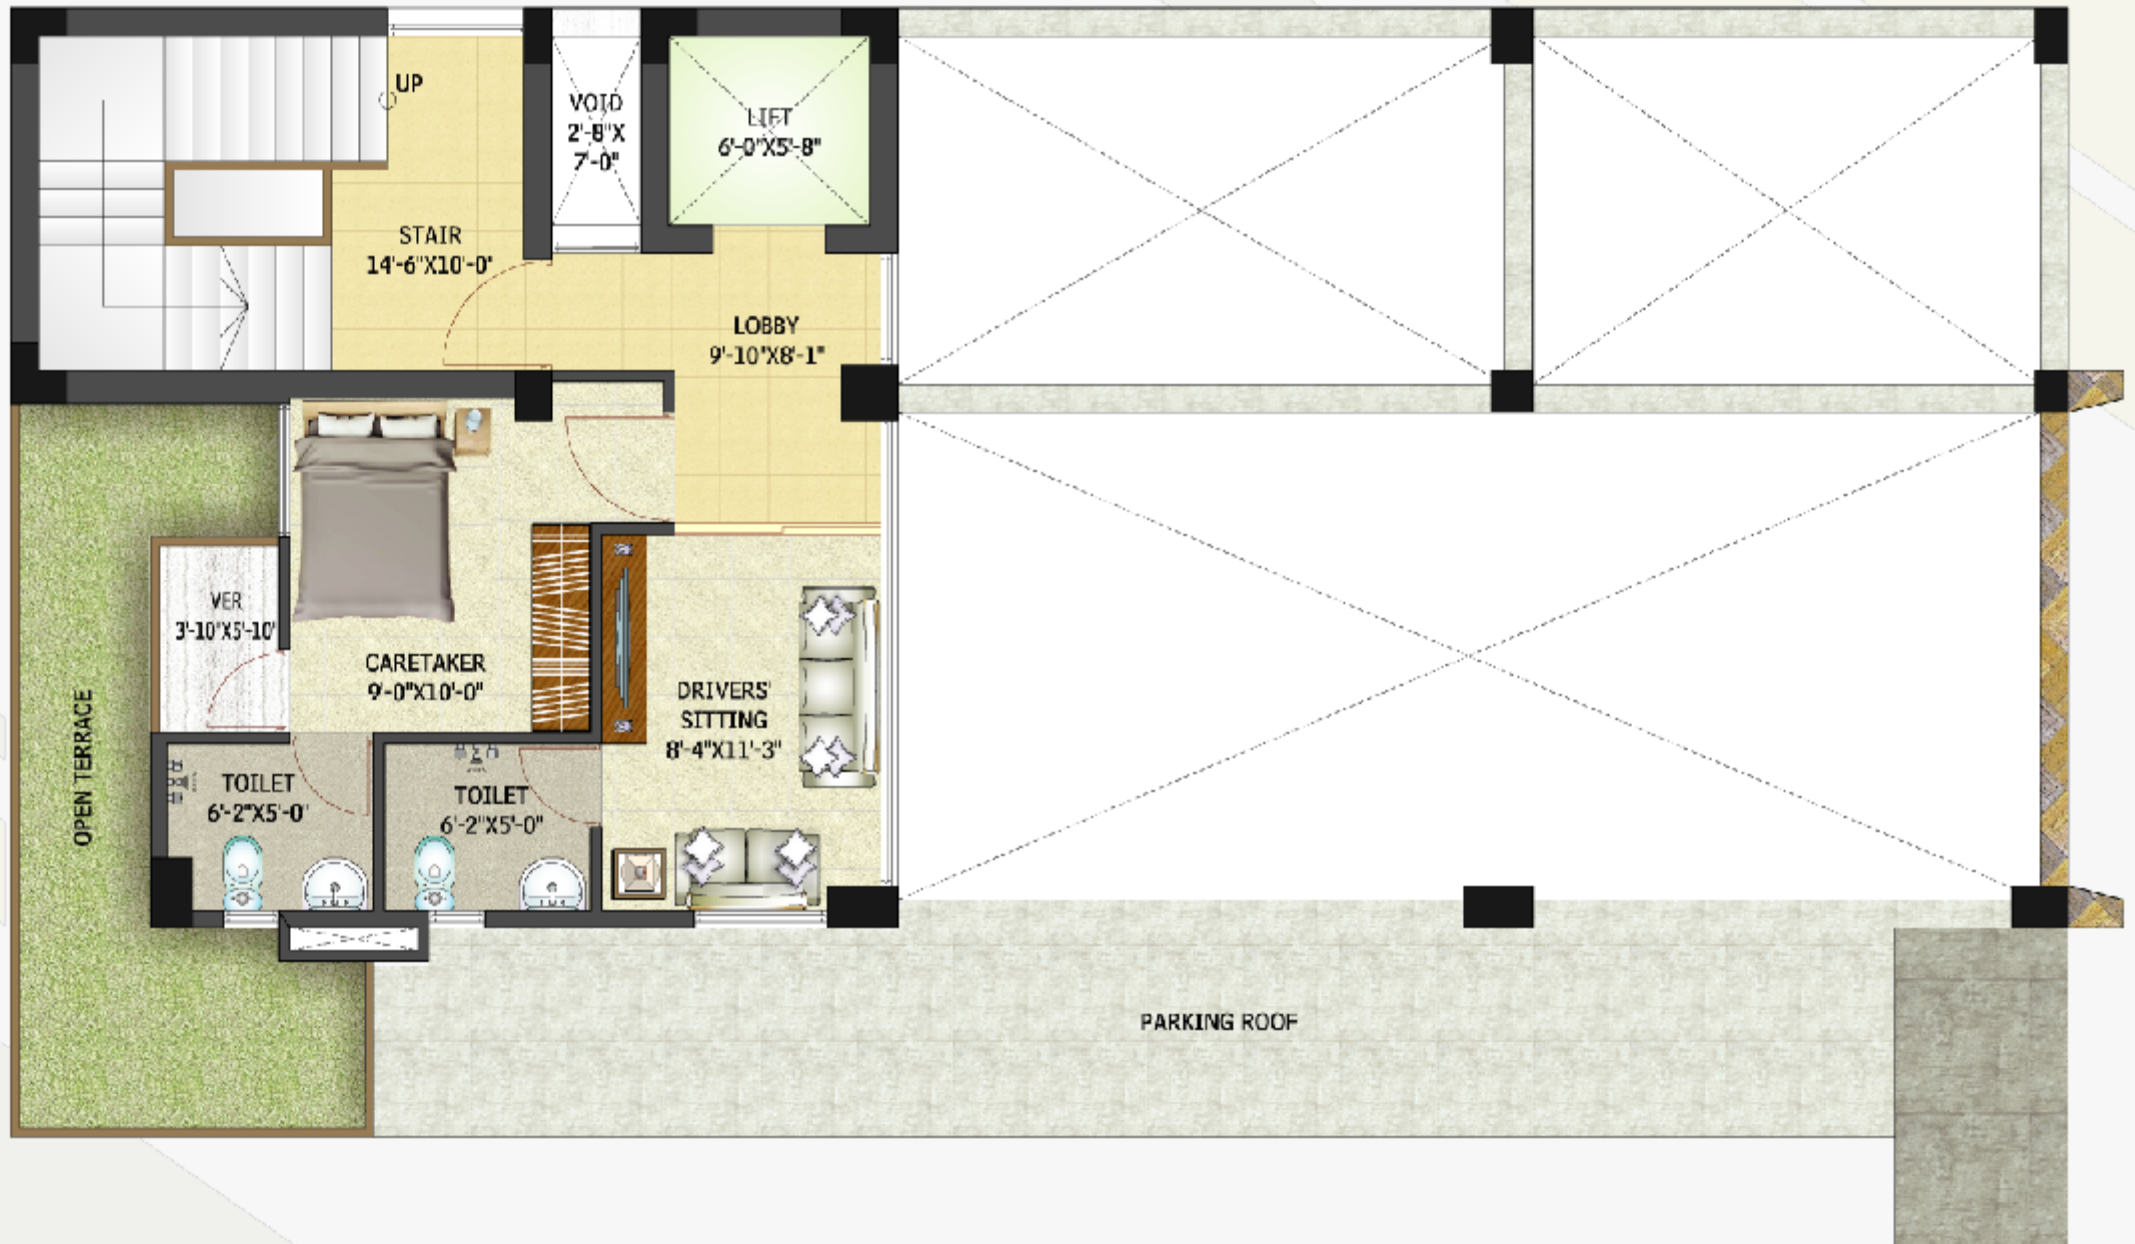 UP
VOID
2'-8"X
7'-0"
LIFT
6'-0"X5'-8"
STAIR
14'-6"X10'-0"
LOBBY
9'-10"X8'-1"
VER
3'-10"X5'-10'
CARETAKER
9'-0"X10'-0"
DRIVERS'
SITTING
8'-4"X11'-3"
OPEN TERRACE
TOILET
6'-2"X5'-0"
TOILET
6'-2"X5'-0"
PARKING ROOF